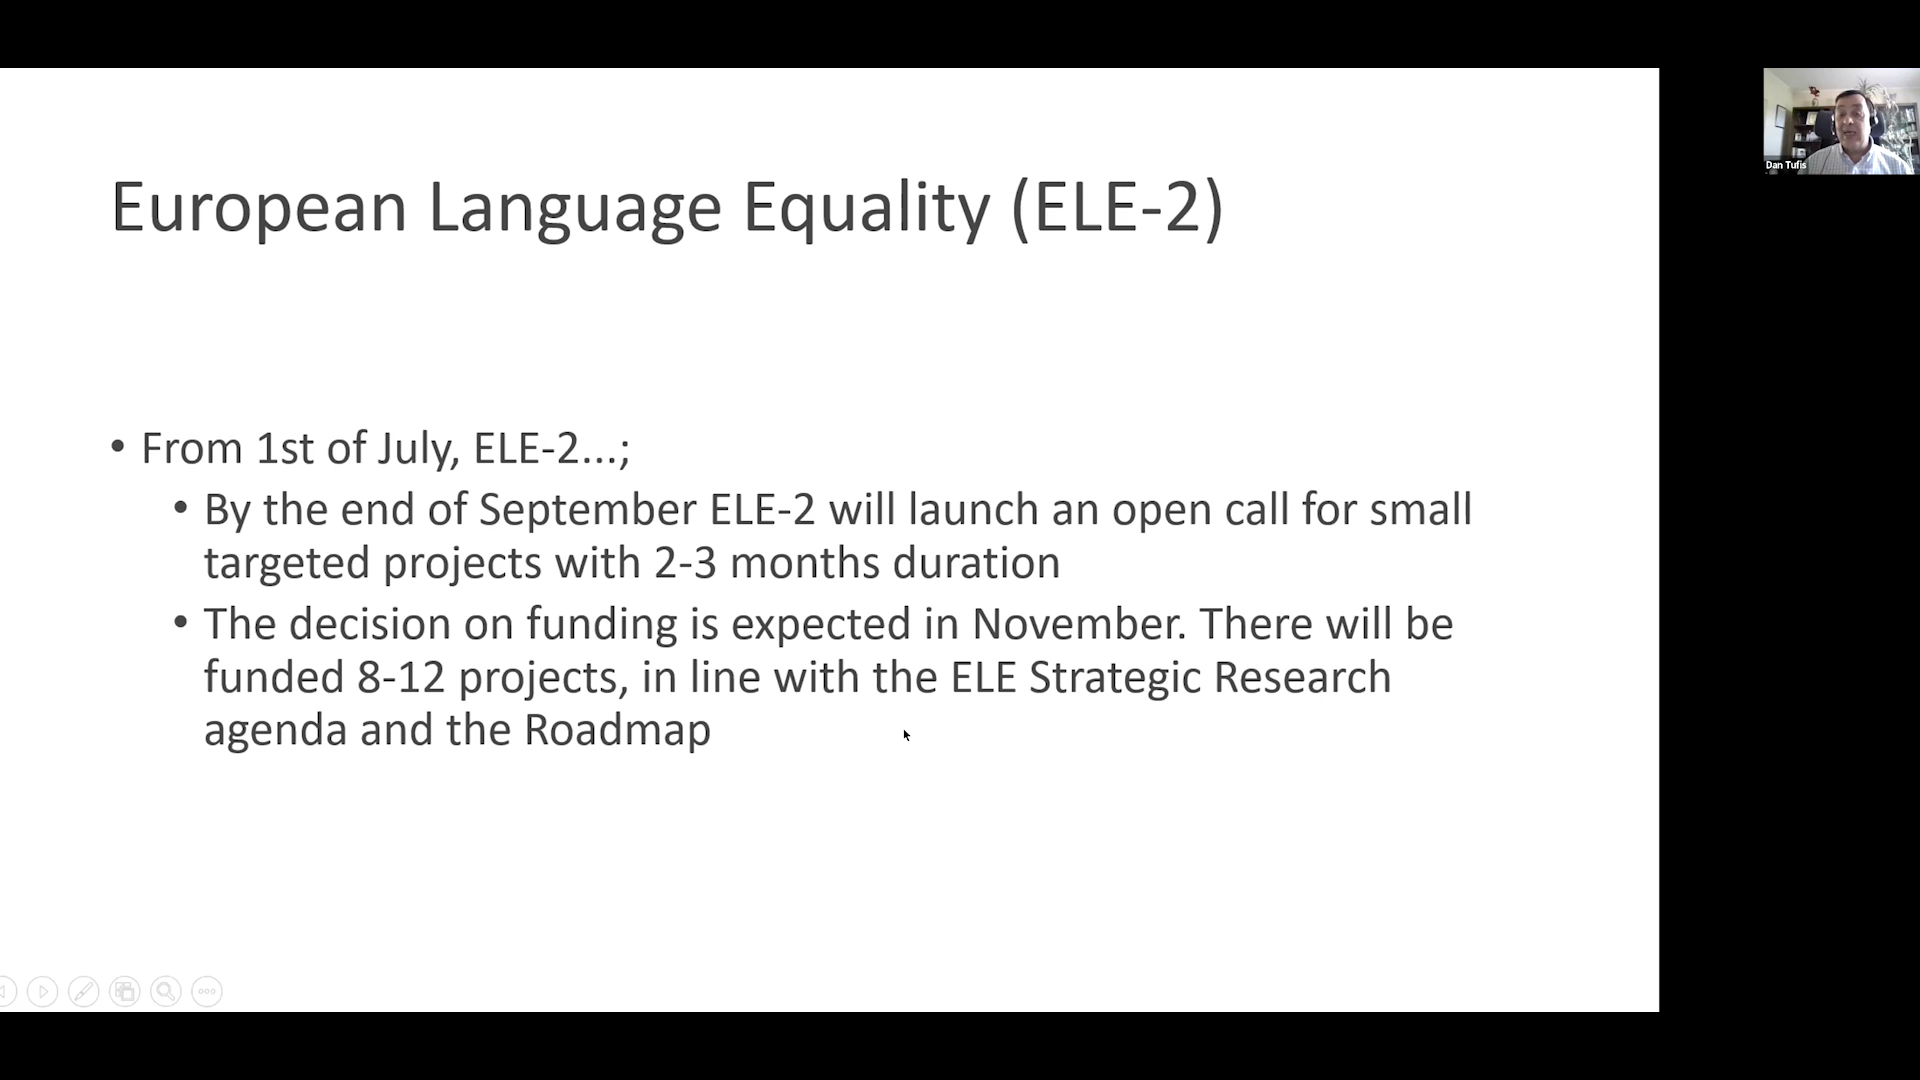 European Language Equality (ELE-2)
• From 1st of July, ELE-2...;
• By the end of September ELE-2 will launch an open call for small
targeted projects with 2-3 months duration
• The decision on funding is expected in November. There will be
funded 8-12 projects, in line with the ELE Strategic Research
agenda and the Roadmap
Dan Tufis